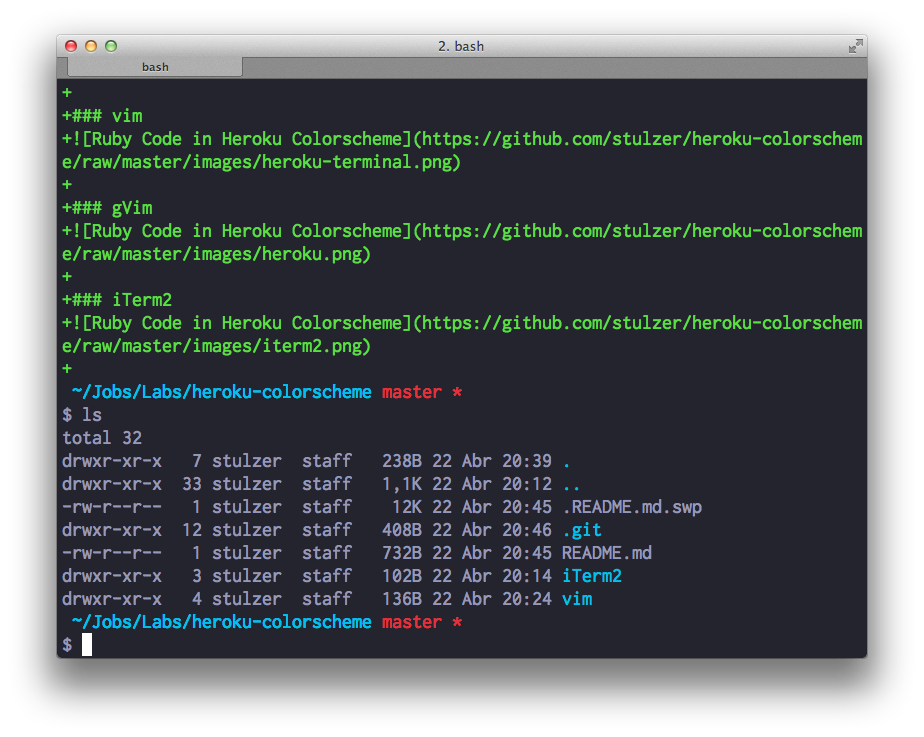 2. bash
bash
+
+### vim
+![Ruby Code in Heroku Colorscheme](https://github.com/stulzer/heroku-colorschem
e/raw/master/images/heroku-terminal.png)
+
+### gVim
+![Ruby Code in Heroku Colorscheme](https://github.com/stulzer/heroku-colorschem
e/raw/master/images/heroku.png)
+
+### iTerm2
+![Ruby Code in Heroku Colorscheme](https://github.com/stulzer/heroku-colorschem
e/raw/master/images/iterm2.png)
+
 ~/Jobs/Labs/heroku-colorscheme master *
$ ls
total 32
drwxr-xr-x   7 stulzer  staff   238B 22 Abr 20:39 .
drwxr-xr-x  33 stulzer  staff   1,1K 22 Abr 20:12 ..
-rw-r--r--   1 stulzer  staff    12K 22 Abr 20:45 .README.md.swp
drwxr-xr-x  12 stulzer  staff   408B 22 Abr 20:46 .git
-rw-r--r--   1 stulzer  staff   732B 22 Abr 20:45 README.md
drwxr-xr-x   3 stulzer  staff   102B 22 Abr 20:14 iTerm2
drwxr-xr-x   4 stulzer  staff   136B 22 Abr 20:24 vim
 ~/Jobs/Labs/heroku-colorscheme master *
$